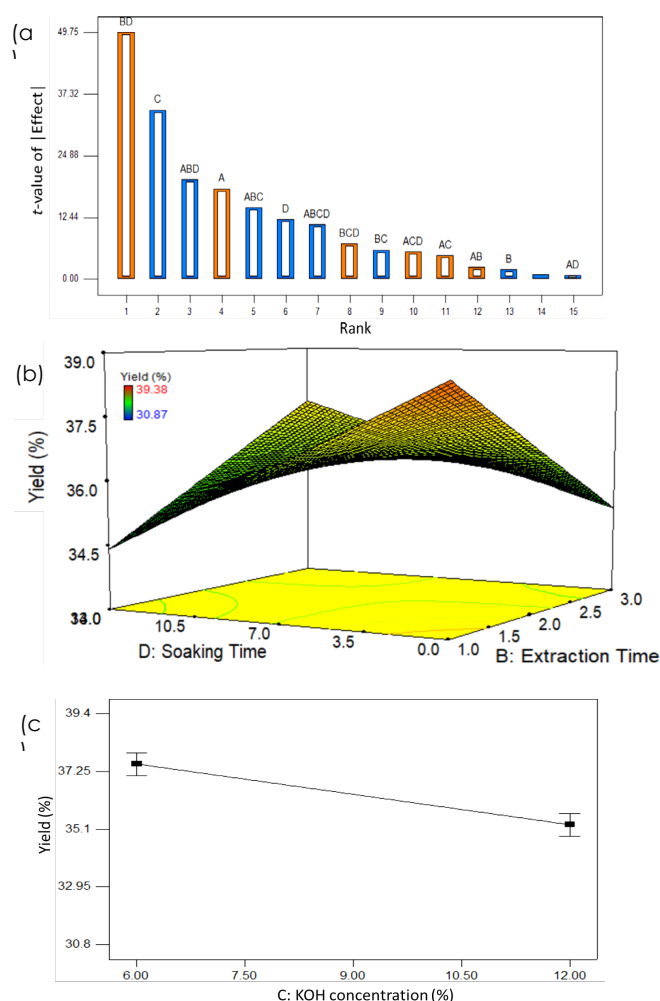 (a
)
t-value of |Effect|
49.75
37.32
24.88
12.44
0.00
BD
C
ABD
A
ABC
D
ABCD
BCD
BC
ACD
AC
AB
B
AD
1 2 3 4 5 6 7 8 9 10 11 12 13 14 15
Rank
(b)
Yield (%)
39.0
37.5
36.0
34.5
Yield (%)
39.38
30.87
10.5
7.0
3.5
0.0
1.0
1.5
2.0
2.5
3.0
D: Soaking Time
B: Extraction Time
(c
)
Yield (%)
39.4
37.25
35.1
32.95
30.8
6.00 7.50 9.00 10.50 12.00
C: KOH concentration (%)